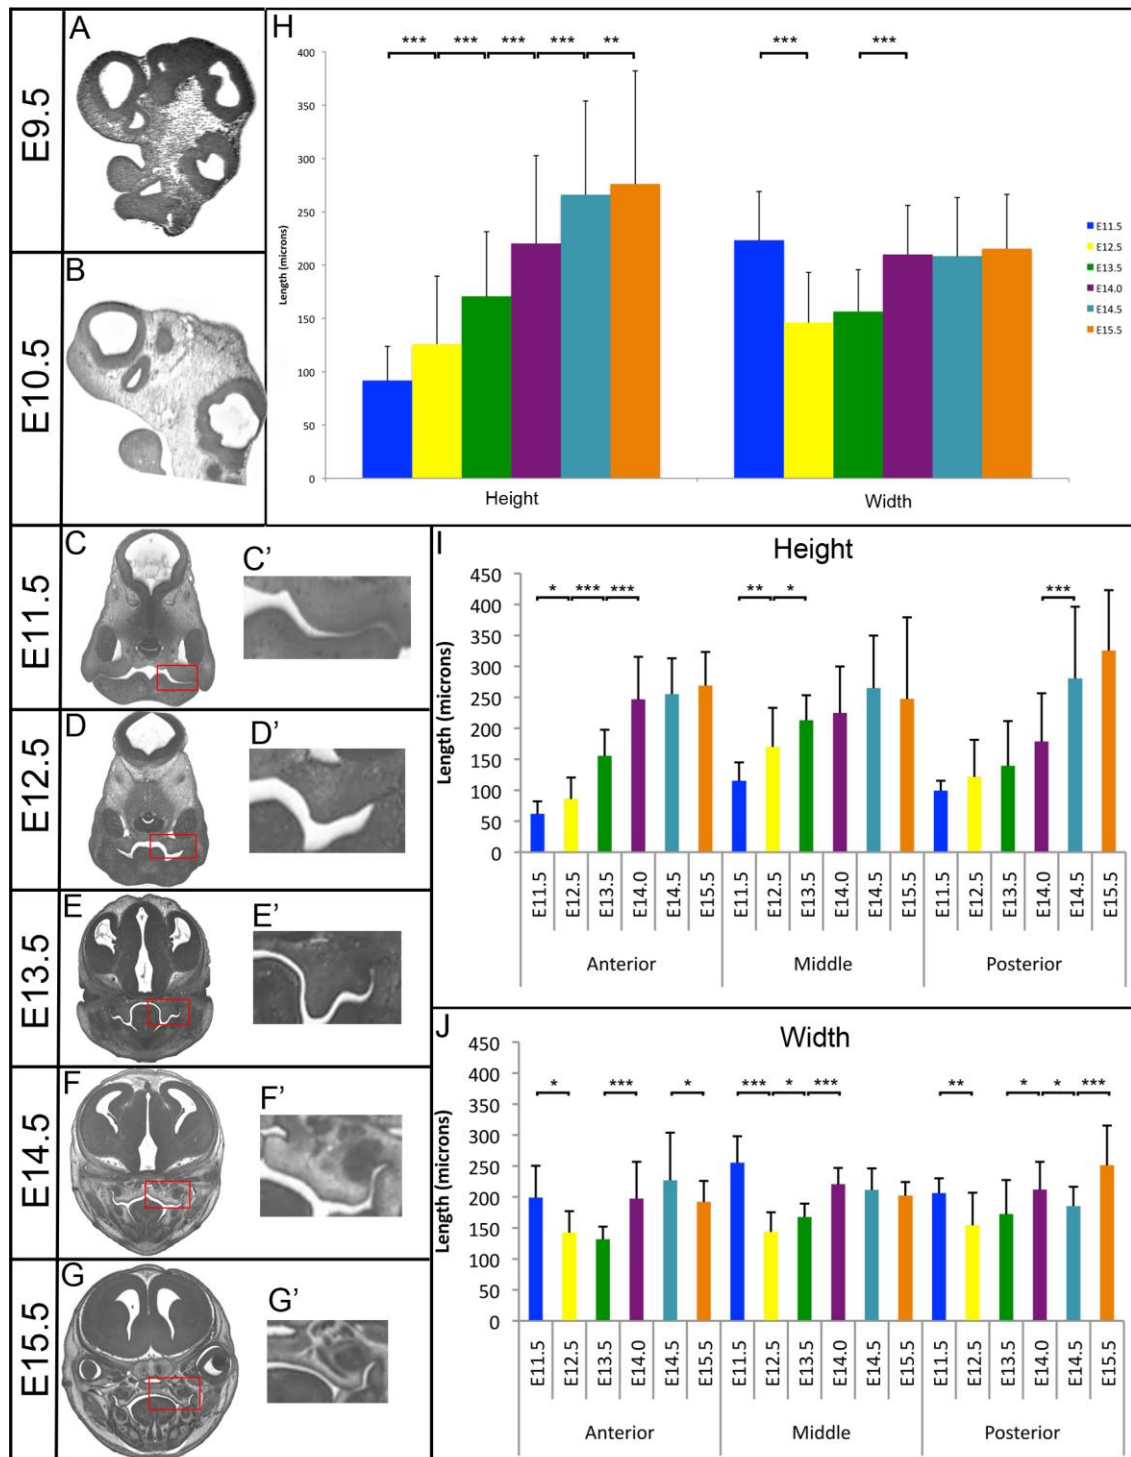 E9.5
A
E10.5
B
H
*** *** *** *** ** *** ***
400
350
300
250
200
150
100
50
0
Length (microns)
Height Width
E11.5
E12.5
E13.5
E14.0
E14.5
E15.5
E11.5
C
C'
E12.5
D
D'
E13.5
E
E'
E14.5
F
F'
E15.5
G
G'
I
Height
* *** *** ** * ***
450
400
350
300
250
200
150
100
50
0
Length (microns)
E11.5 E12.5 E13.5 E14.0 E14.5 E15.5 E11.5 E12.5 E13.5 E14.0 E14.5 E15.5 E11.5 E12.5 E13.5 E14.0 E14.5 E15.5
Anterior Middle Posterior
J
Width
* *** * *** * *** ** * * ***
450
400
350
300
250
200
150
100
50
0
Length (microns)
E11.5 E12.5 E13.5 E14.0 E14.5 E15.5 E11.5 E12.5 E13.5 E14.0 E14.5 E15.5 E11.5 E12.5 E13.5 E14.0 E14.5 E15.5
Anterior Middle Posterior